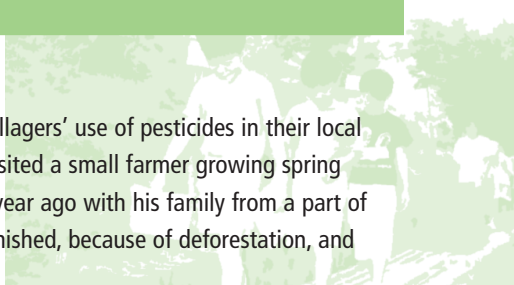 llagers’ use of pesticides in their local
sited a small farmer growing spring
year ago with his family from a part of
nished, because of deforestation, and